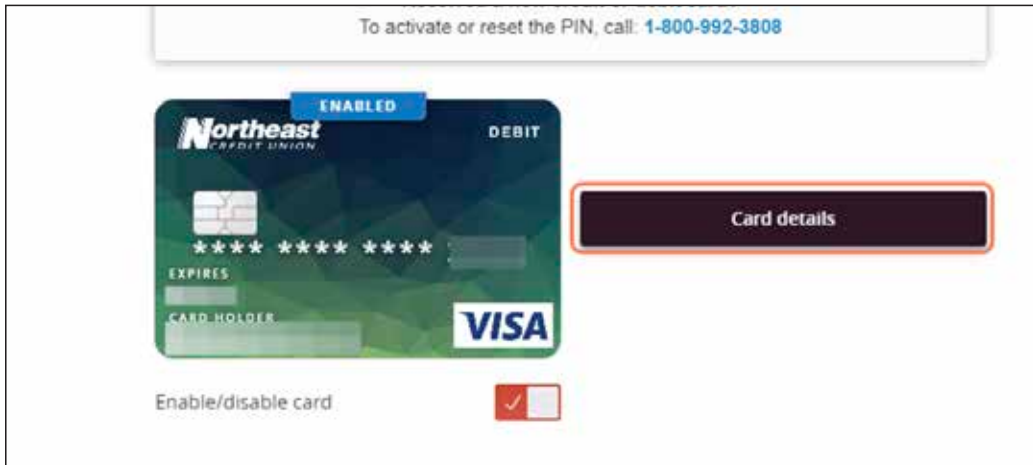 To activate or reset the PIN, call: 1-800-992-3808
ENABLED
Northeast
CREDIT UNION
DEBIT
Card details
**** **** ****
EXPIRES
CARD HOLDER
VISA
Enable/disable card